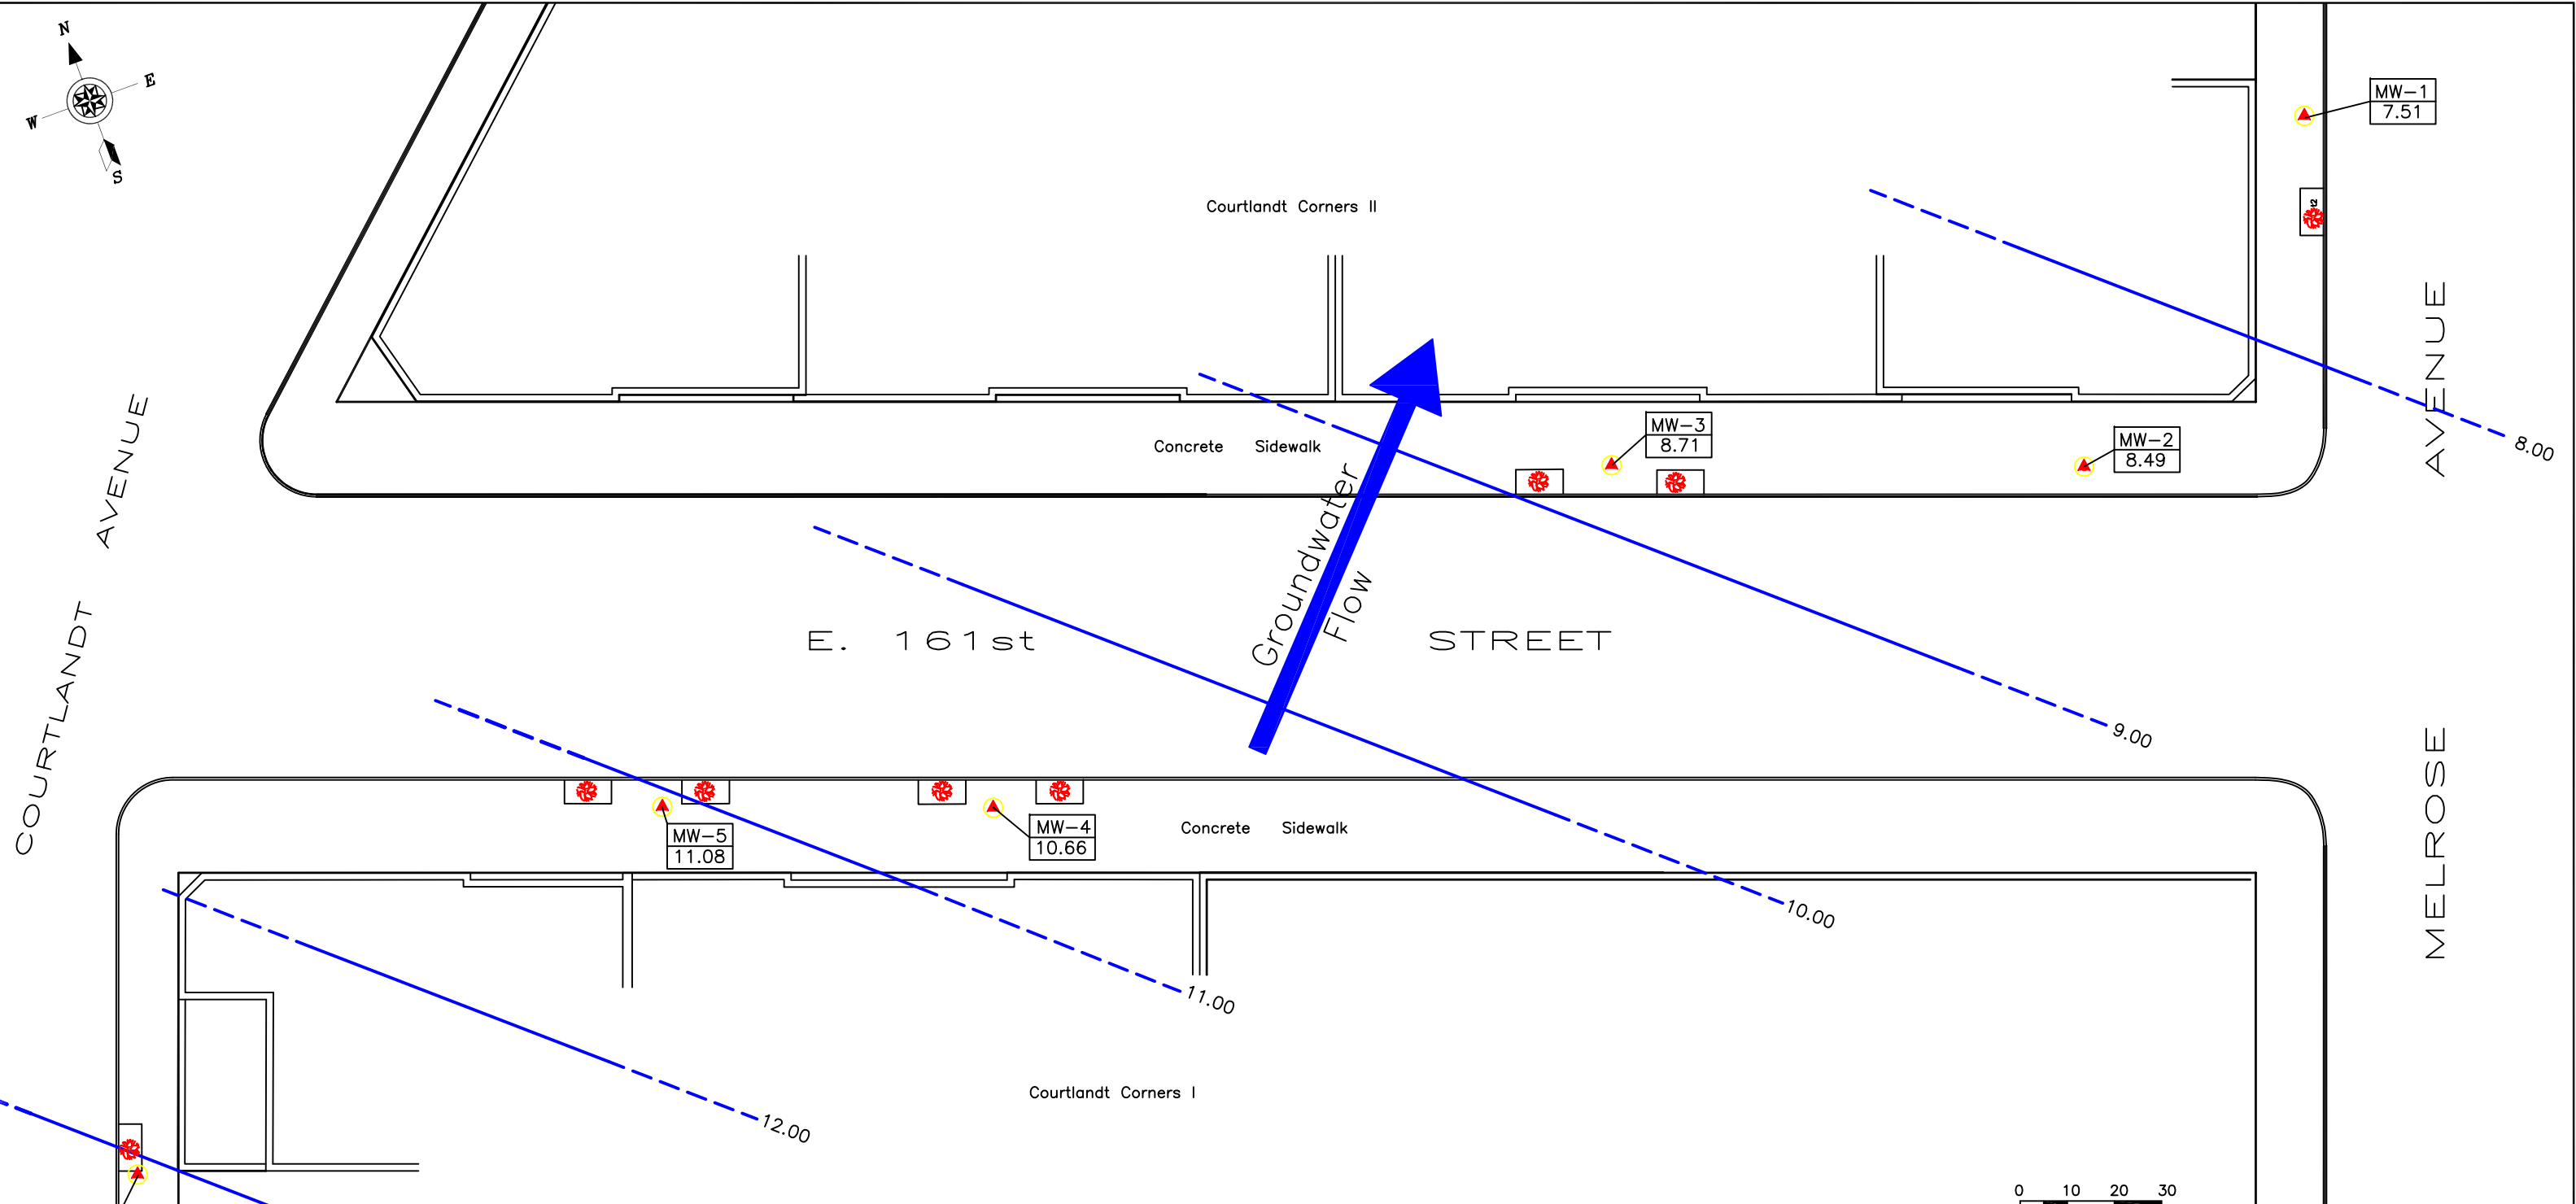 N
E
W
S
MW-1
7.51
12
Courtlandt Corners II
AVENUE
MW-3
8.71
MW-2
8.49
8.00
Concrete Sidewalk
COURTLANDT AVENUE
Groundwater
Flow
E. 161st STREET
9.00
MELROSE
MW-5
11.08
MW-4
10.66
Concrete Sidewalk
10.00
11.00
Courtlandt Corners I
12.00
0 10 20 30